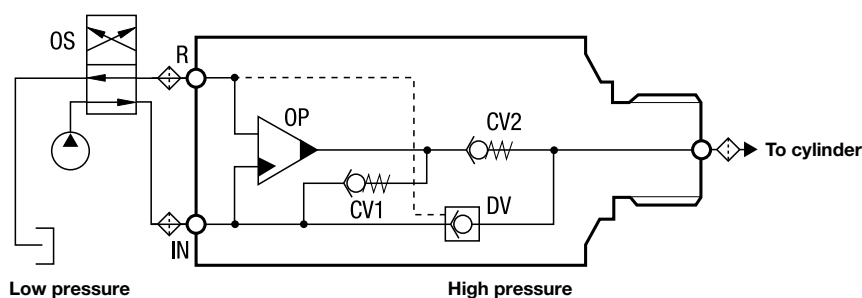 OS
R
OP
CV2
To cylinder
CV1
DV
IN
Low pressure
High pressure